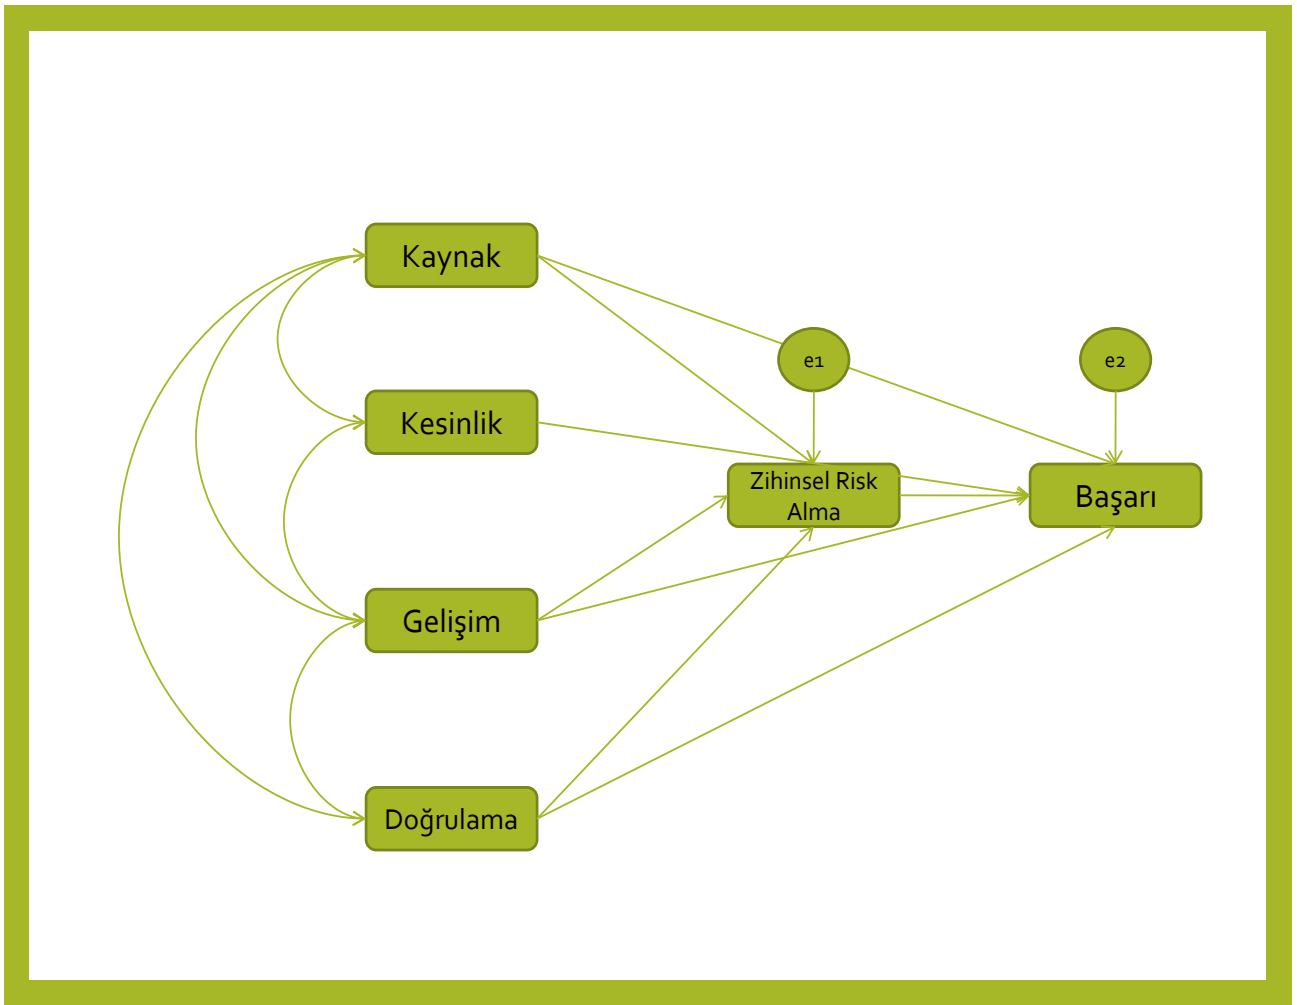 Kaynak
e1
e2
Kesinlik
Zihinsel Risk
Alma
Başarı
Gelişim
Doğrulama